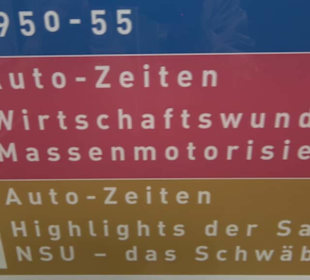 950-55
Auto-Zeiten
Wirtschaftswund
Massenmotorisie
Auto-Zeiten
Highlights der Sa
NSU – das Schwäb